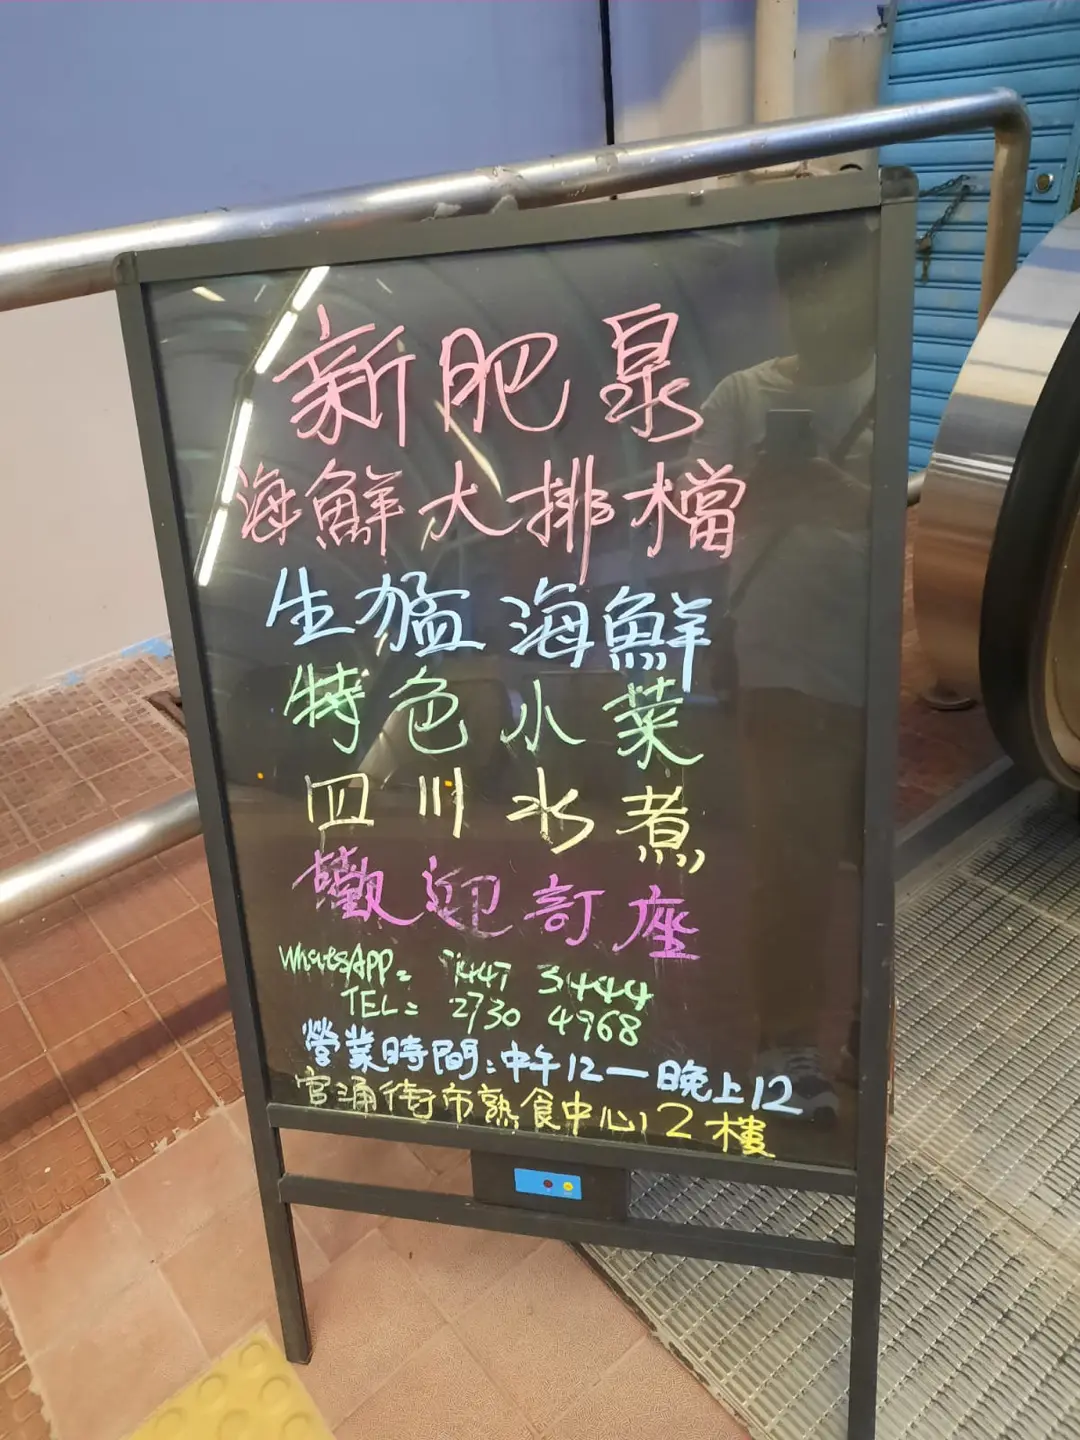 新肥泉
海鮮大排檔
生猛海鮮
特色小菜
四川水煮
歡迎訂座
WhatsAPP=  447 3444
TEL= 2730 4968
營業時間:中午12—晚上12
官涌街市熟食中心 2樓